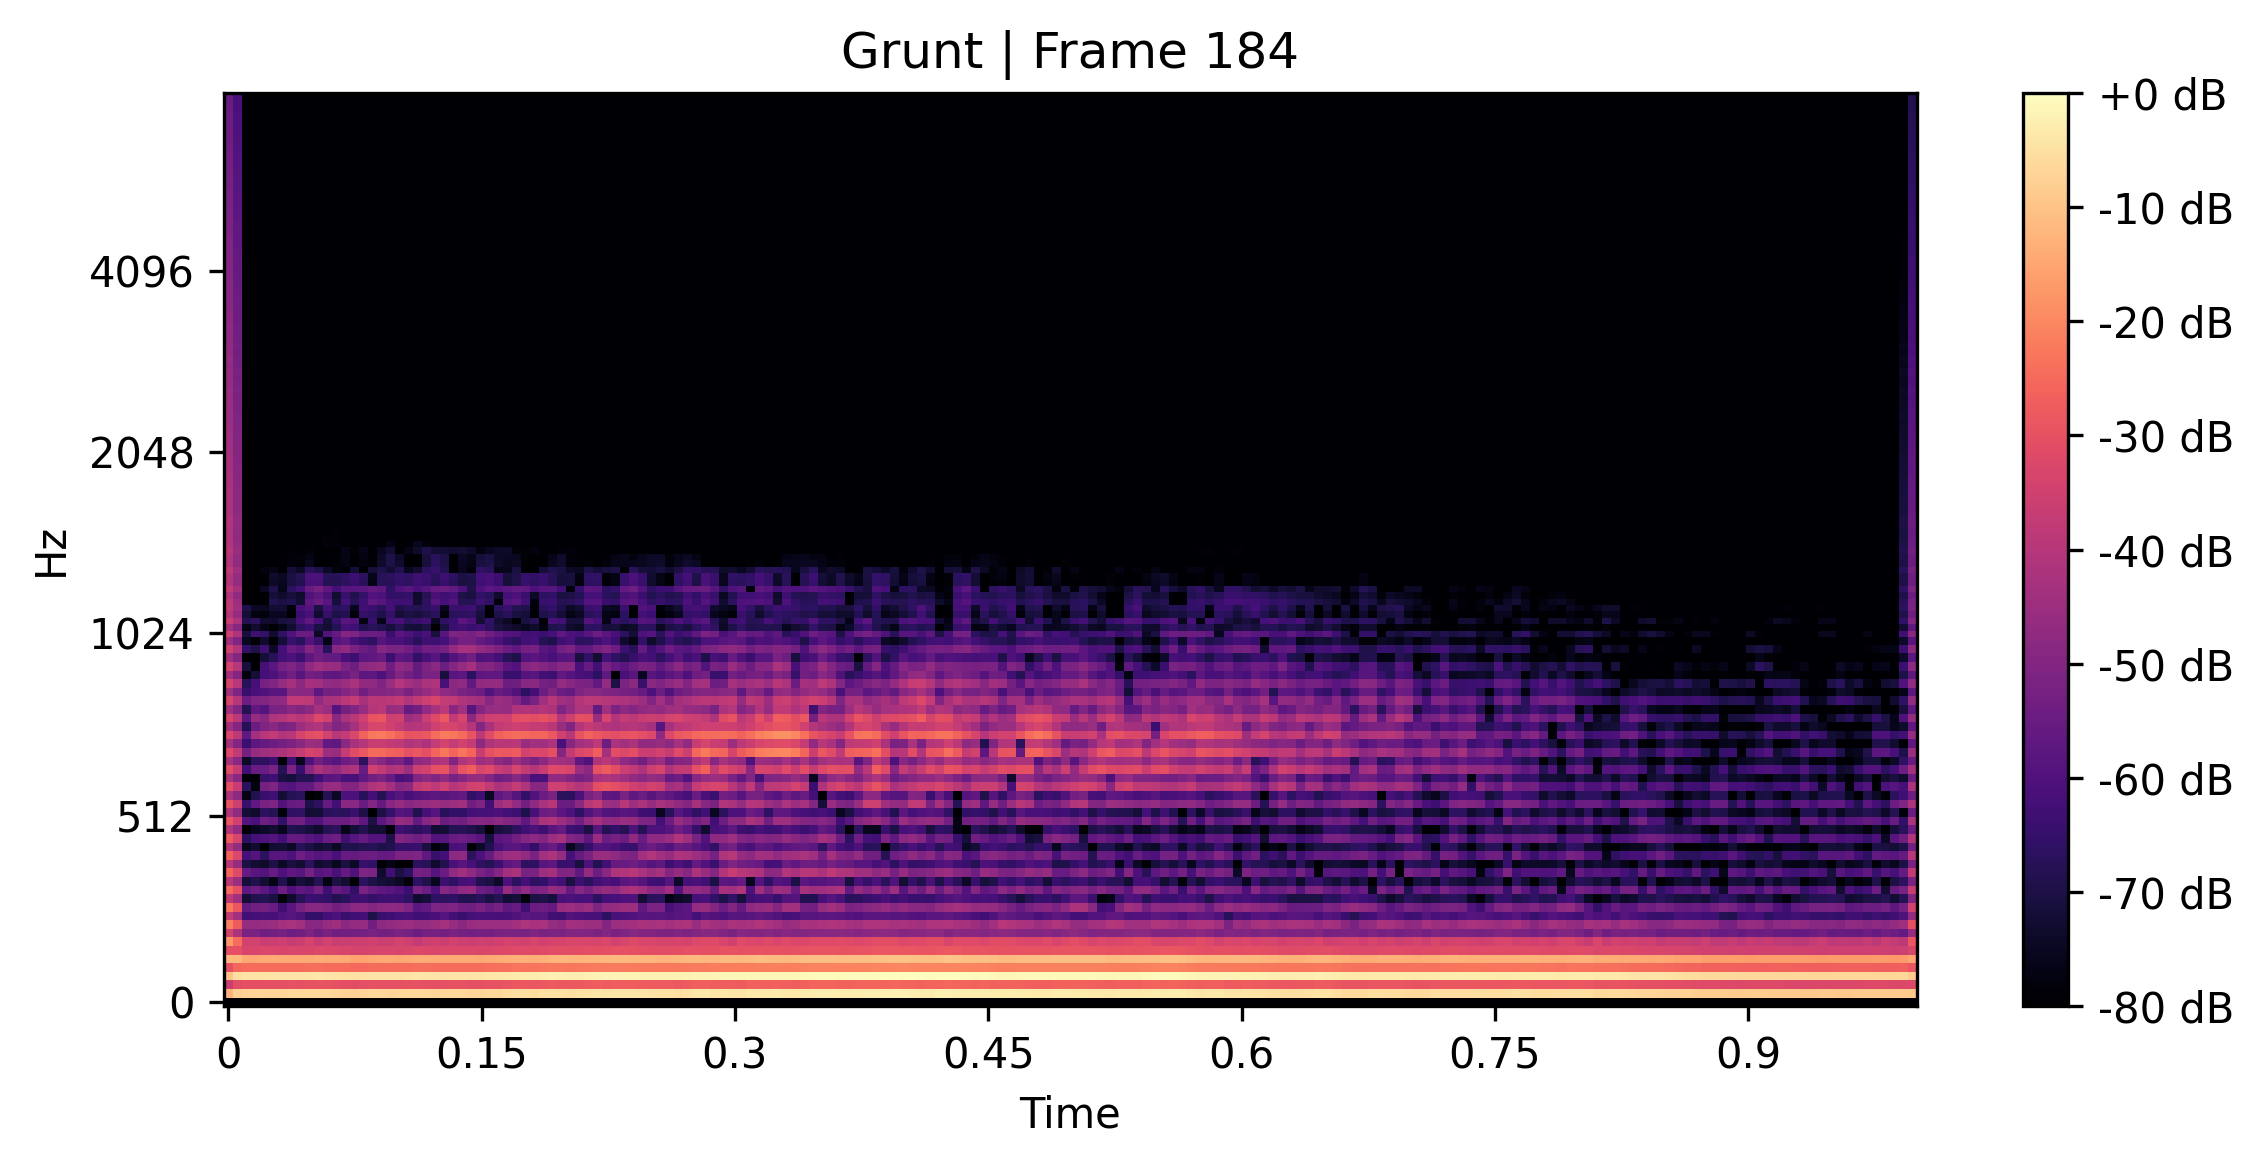 Grunt | Frame 184
+0 dB
-10 dB
-20 dB
-30 dB
-40 dB
-50 dB
-60 dB
-70 dB
-80 dB
Hz
4096
2048
1024
512
0
0 0.15 0.3 0.45 0.6 0.75 0.9
Time